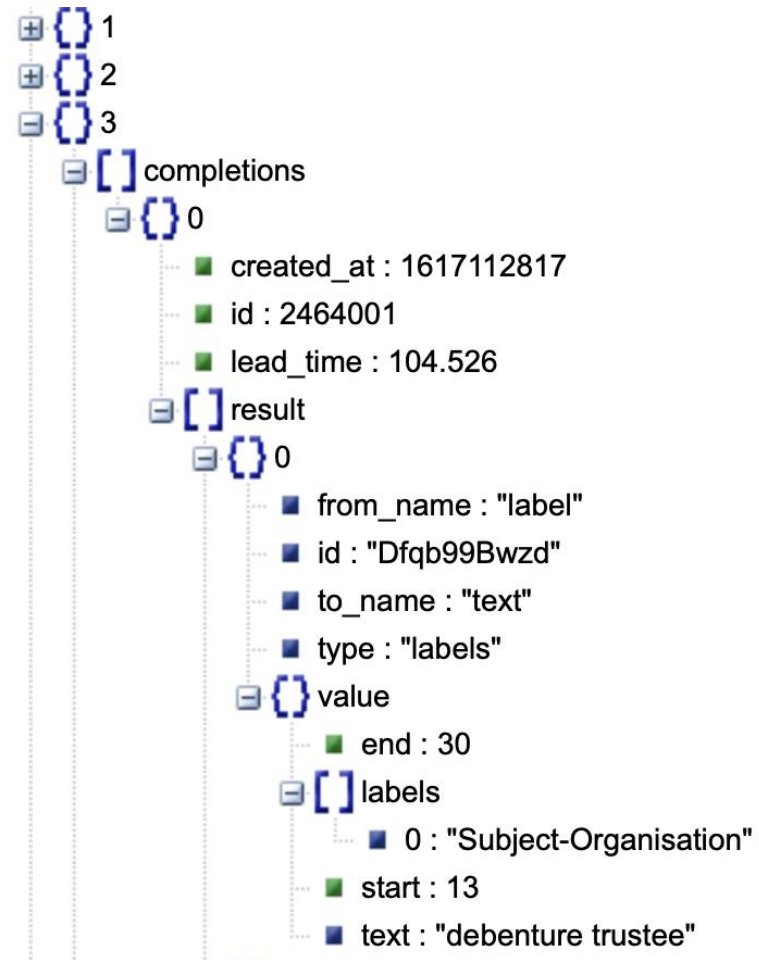 {} 1
{} 2
{} 3
[ ] completions
{} 0
created_at : 1617112817
id : 2464001
lead_time : 104.526
[ ] result
{} 0
from_name : "label"
id : "Dfqb99Bwzd"
to_name : "text"
type : "labels"
{} value
end : 30
[ ] labels
0 : "Subject-Organisation"
start : 13
text : "debenture trustee"